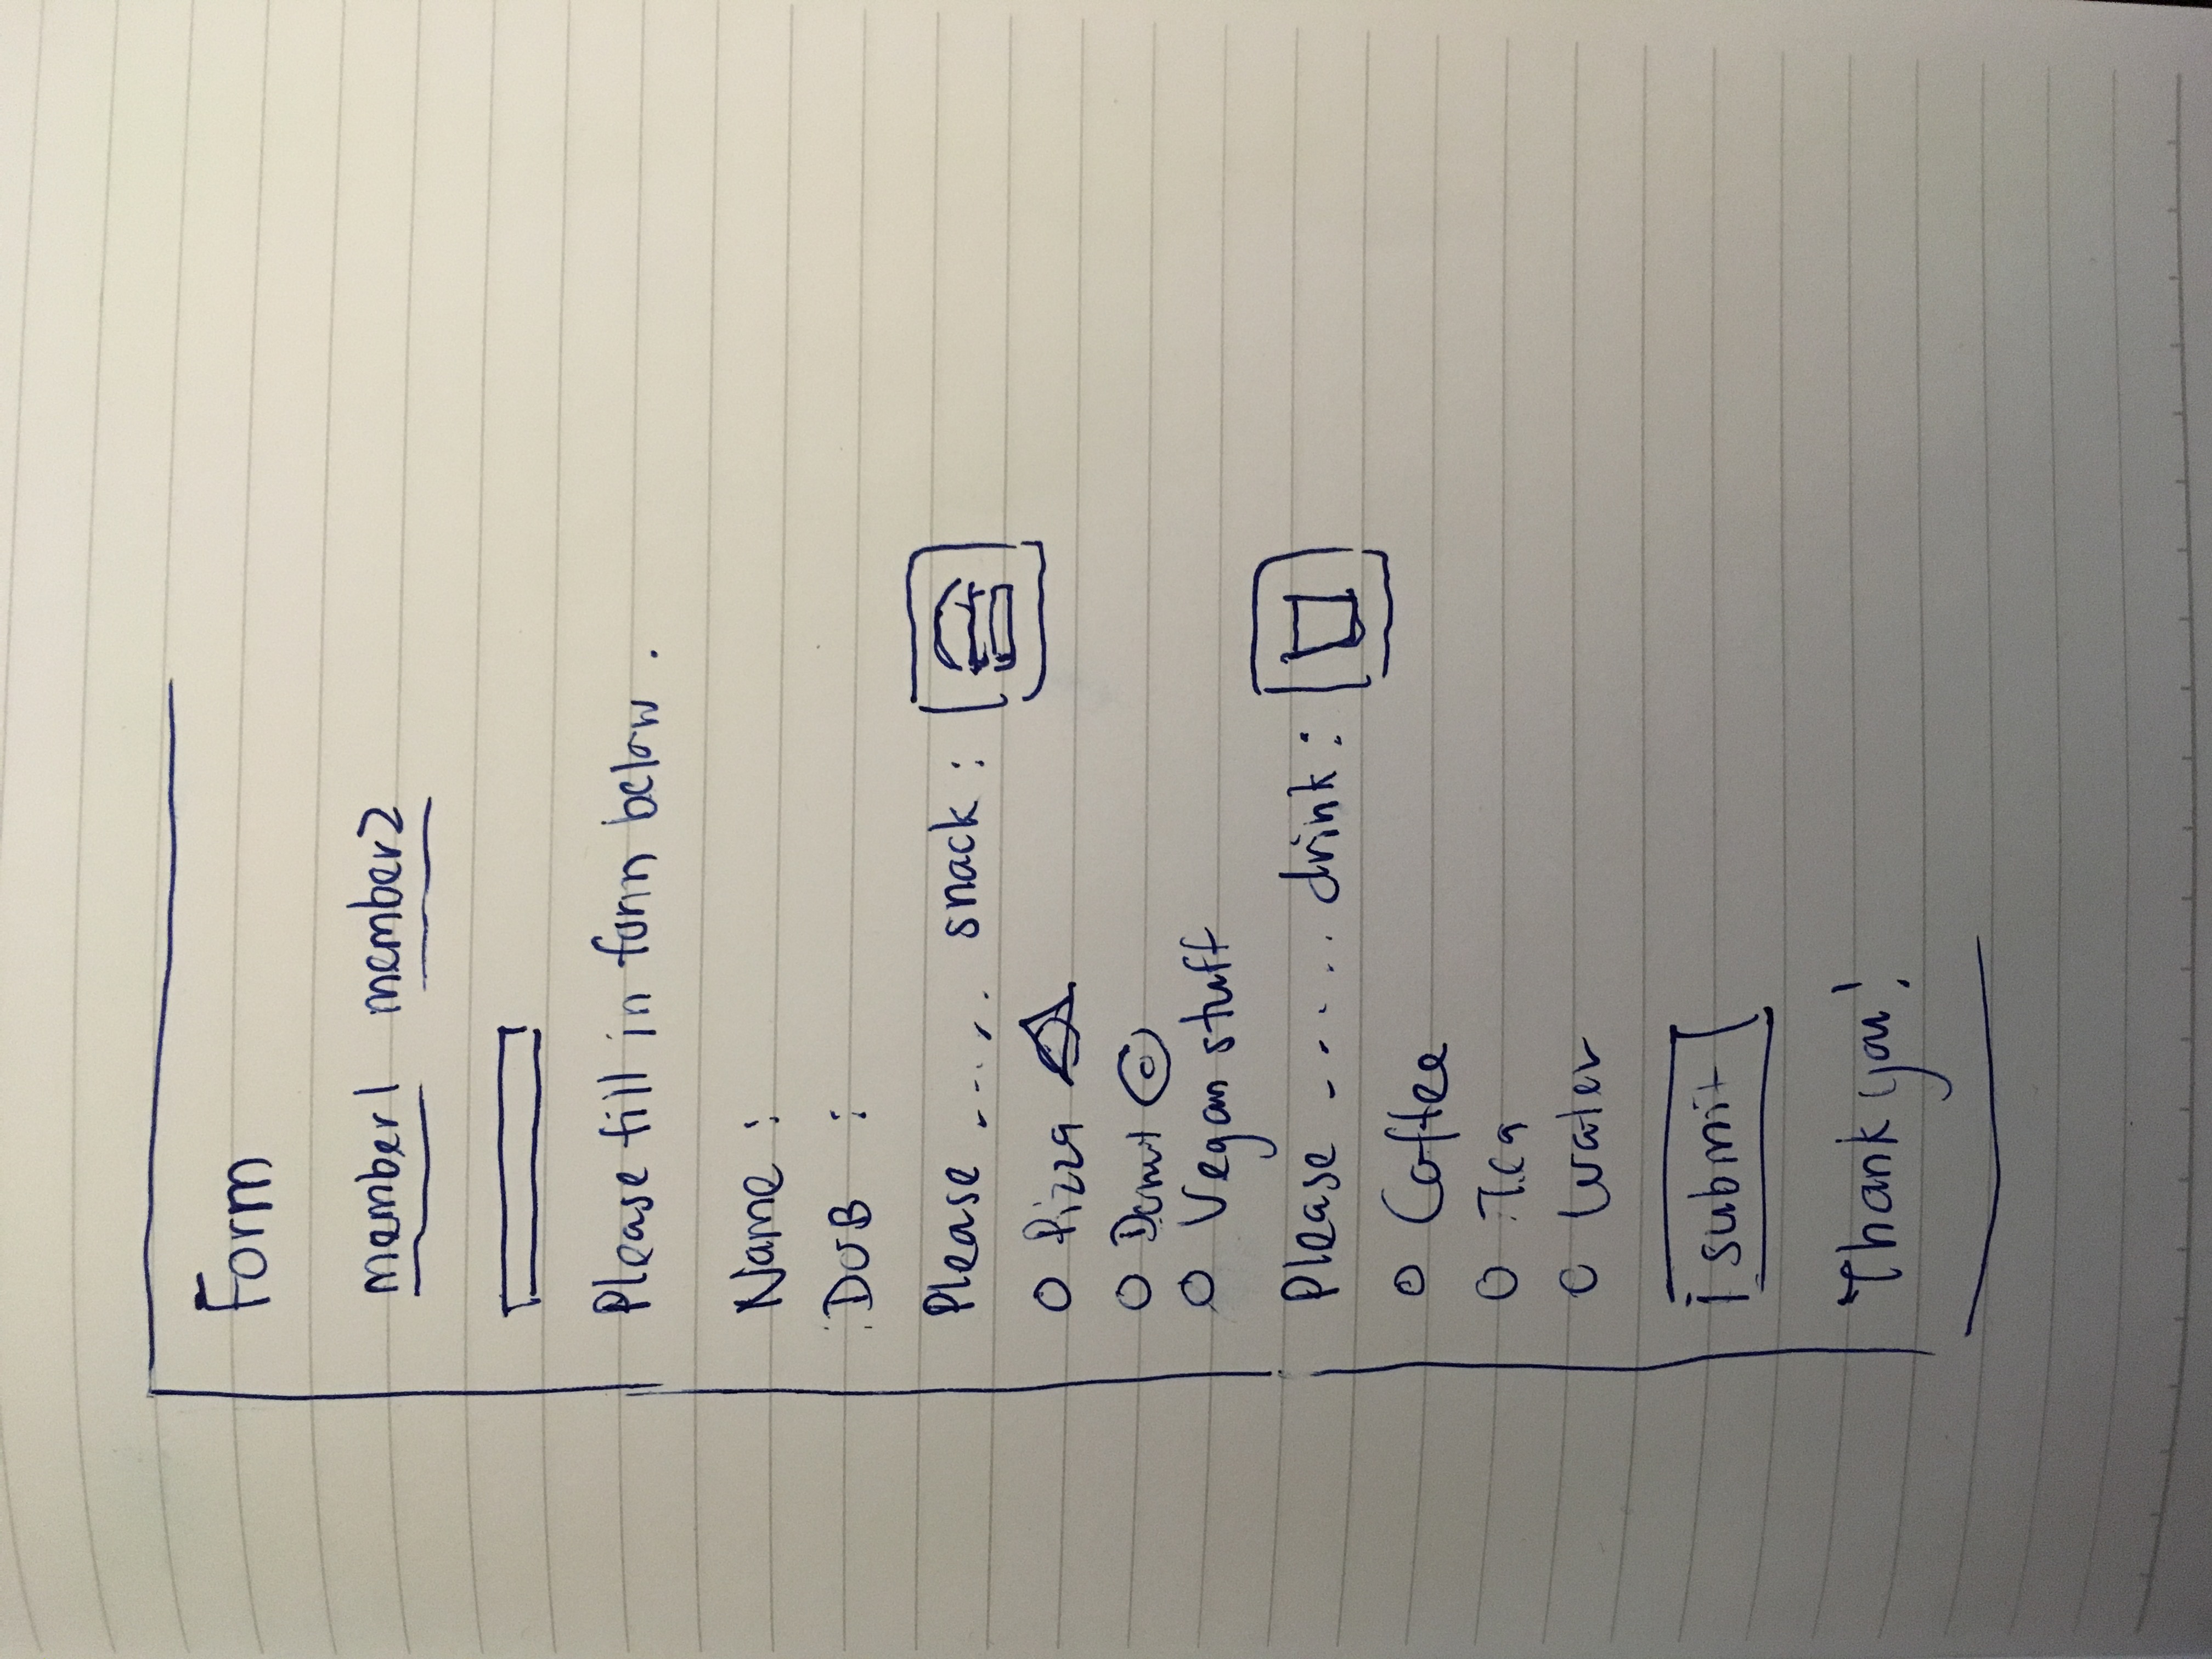 Form
member1 member2
Please fill in form below.
Name :
DOB :
Please ..... snack :
Pizza
Donut
Vegan stuff
Please ..... drink :
Coffee
Tea
Water
submit
Thank you!